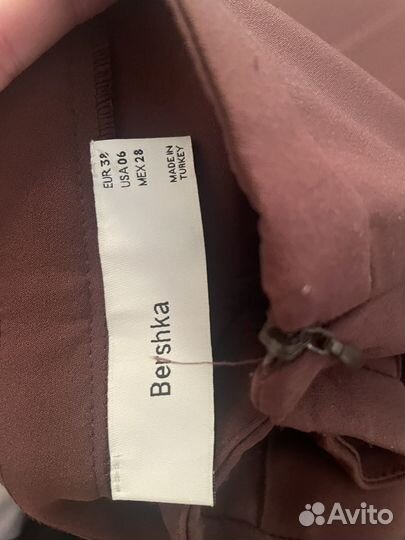 EUR 38
USA 06
MEX 28
MADE IN
TURKEY
Bershka
Avito